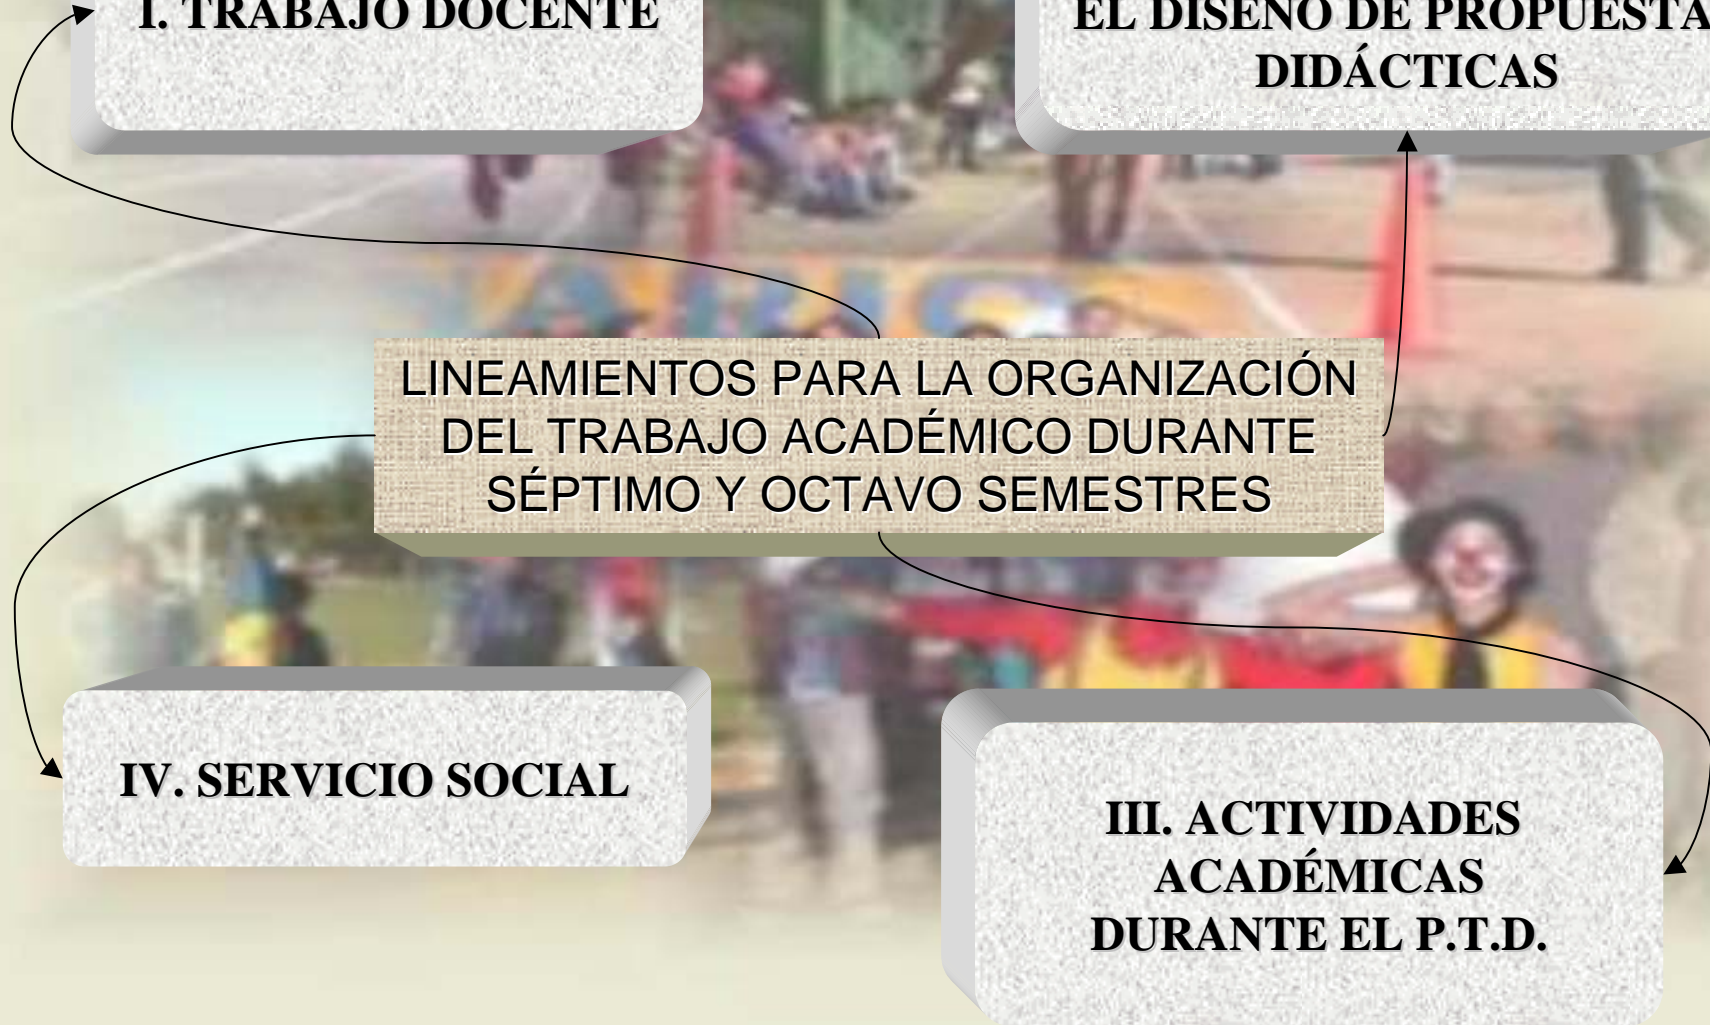 I. TRABAJO DOCENTE
EL DISEÑO DE PROPUESTA
DIDÁCTICAS
LINEAMIENTOS PARA LA ORGANIZACIÓN
DEL TRABAJO ACADÉMICO DURANTE
SÉPTIMO Y OCTAVO SEMESTRES
IV. SERVICIO SOCIAL
III. ACTIVIDADES
ACADÉMICAS
DURANTE EL P.T.D.